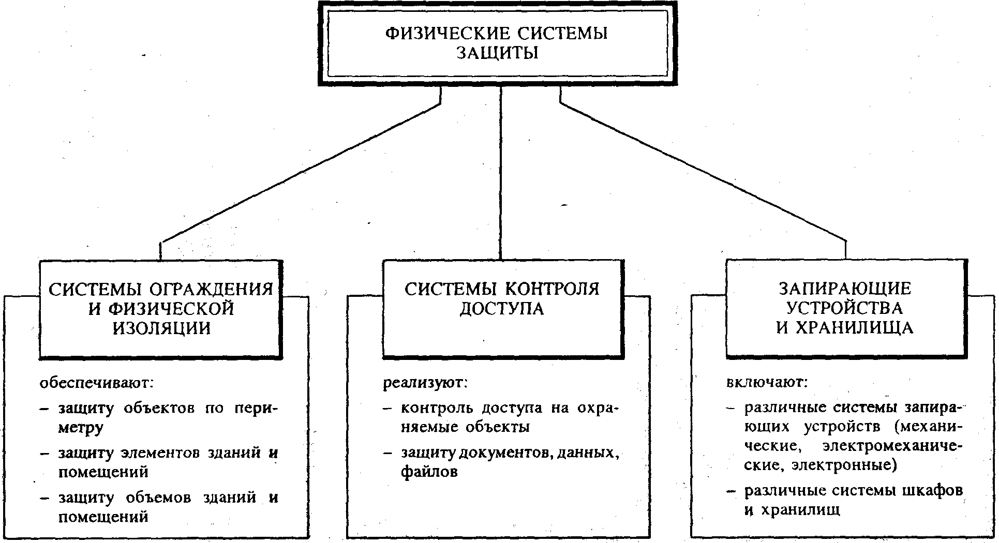 ФИЗИЧЕСКИЕ СИСТЕМЫ
ЗАЩИТЫ
СИСТЕМЫ ОГРАЖДЕНИЯ
И ФИЗИЧЕСКОЙ
ИЗОЛЯЦИИ
обеспечивают:
– защиту объектов по пери-
метру
– защиту элементов зданий и
помещений
– защиту объемов зданий и
помещений
СИСТЕМЫ КОНТРОЛЯ
ДОСТУПА
реализуют:
– контроль доступа на охра-
няемые объекты
– защиту документов, данных,
файлов
ЗАПИРАЮЩИЕ
УСТРОЙСТВА
И ХРАНИЛИЩА
включают:
– различные системы запира-
ющих устройств (механи-
ческие, электромеханиче-
ские, электронные)
– различные системы шкафов
и хранилищ